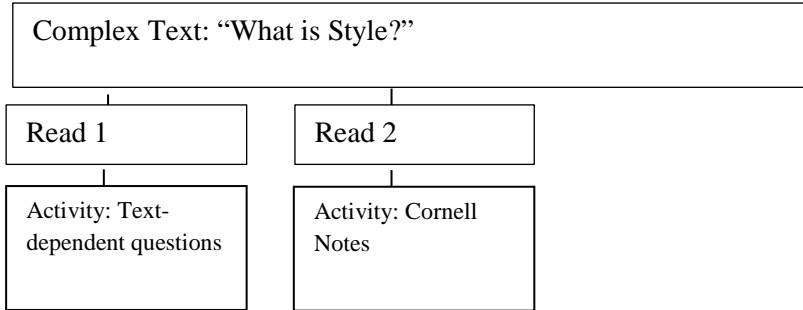 Complex Text: “What is Style?”
Read 1
Read 2
Activity: Text-
dependent questions
Activity: Cornell
Notes